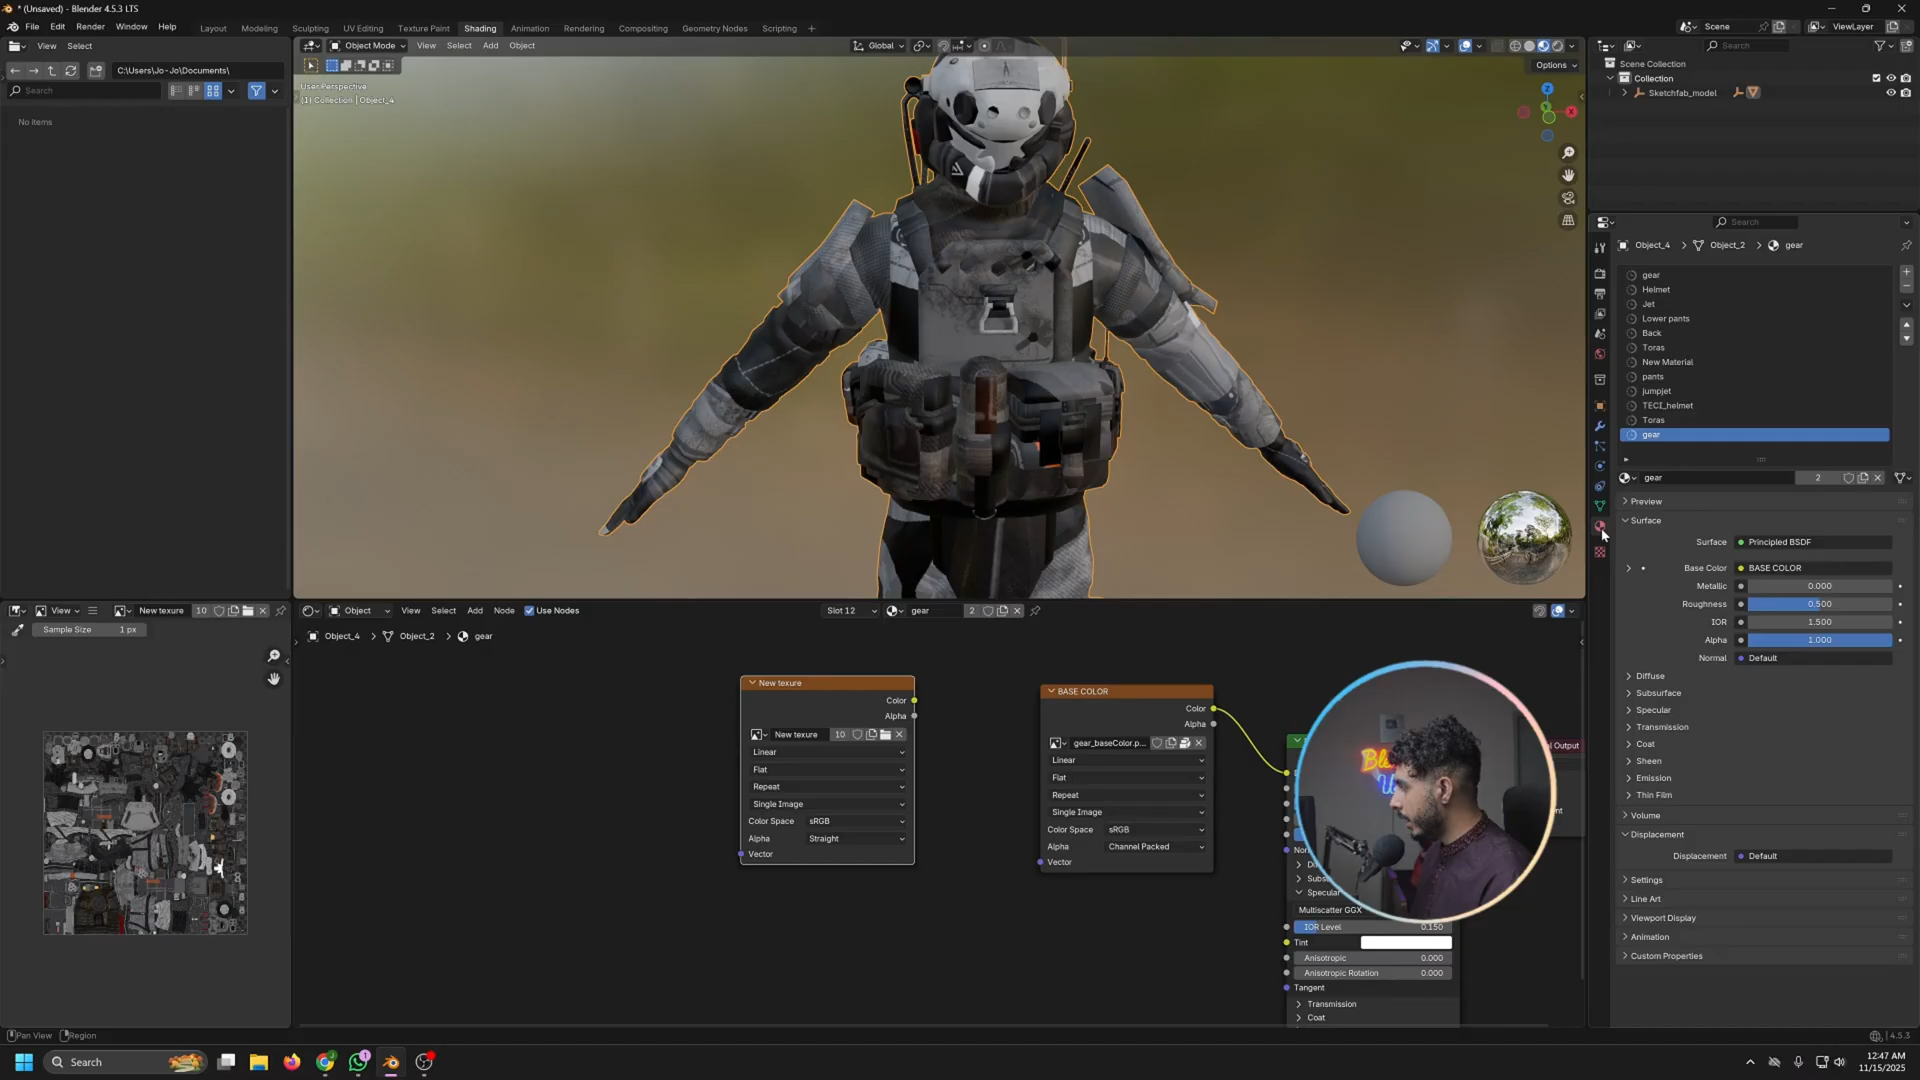 * (Unsaved) - Blender 4.5.3 LTS
File Edit Render Window Help
Layout Modeling Sculpting UV Editing Texture Paint Shading Animation Rendering Compositing Geometry Nodes Scripting +
Scene
ViewLayer
View Select
Object Mode View Select Add Object
Global
Search
C:\Users\Jo-Jo\Documents\
Options
Search
No items
User Perspective
(1) Collection | Object_4
Z
Y
X
Scene Collection
Collection
Sketchfab_model
Search
Object_4 > Object_2 > gear
gear
Helmet
Jet
Lower pants
Back
Toras
New Material
pants
jumpjet
TECI_helmet
Toras
gear
gear 2
Preview
Surface
Surface Principled BSDF
Base Color BASE COLOR
Metallic 0.000
Roughness 0.500
IOR 1.500
Alpha 1.000
Normal Default
Diffuse
Subsurface
Specular
Transmission
Coat
Sheen
Emission
Thin Film
Volume
Displacement
Displacement Default
Settings
Line Art
Viewport Display
Animation
Custom Properties
View New texure 10
Sample Size 1 px
Object View Select Add Node Use Nodes
Slot 12 gear 2
Object_4 > Object_2 > gear
New texure
Color
Alpha
New texure 10
Linear
Flat
Repeat
Single Image
Color Space sRGB
Alpha Straight
Vector
BASE COLOR
Color
Alpha
gear_baseColor.p...
Linear
Flat
Repeat
Single Image
Color Space sRGB
Alpha Channel Packed
Vector
Output
Multiscatter GGX
IOR Level 0.150
Tint
Anisotropic 0.000
Anisotropic Rotation 0.000
Tangent
Transmission
Coat
Pan View Region
4.5.3
Search
12:47 AM
11/15/2025